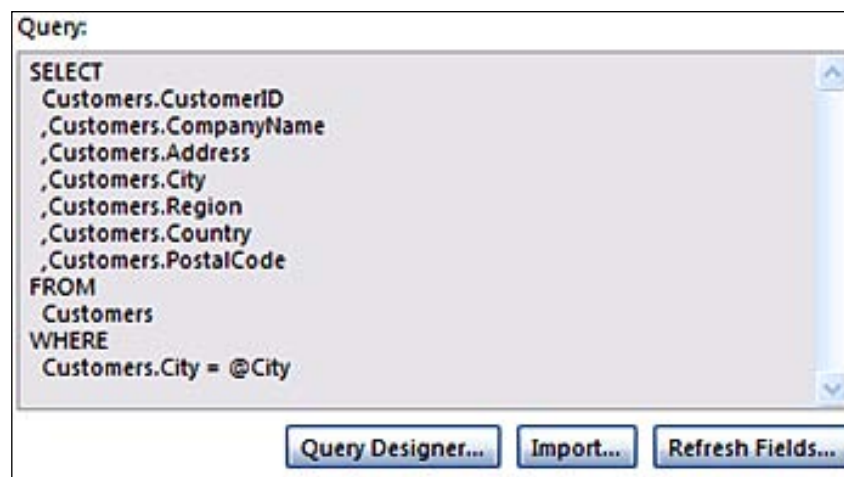 Query:
SELECT
Customers.CustomerID
,Customers.CompanyName
,Customers.Address
,Customers.City
,Customers.Region
,Customers.Country
,Customers.PostalCode
FROM
Customers
WHERE
Customers.City = @City
Query Designer... Import... Refresh Fields...